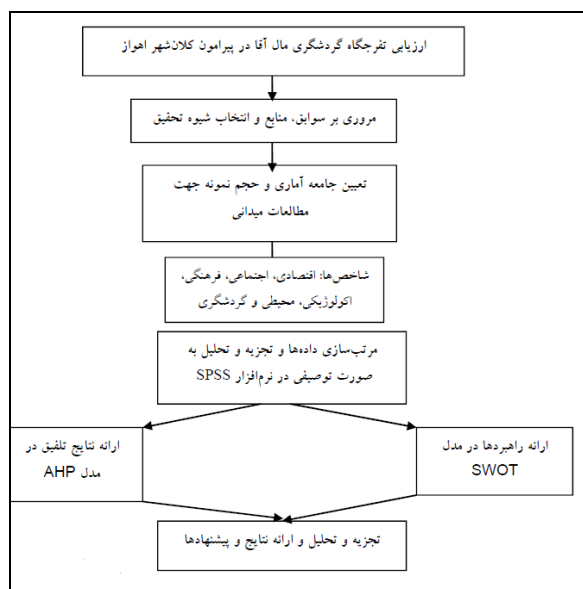 ارزیابی تفرجگاه گردشگری مال آقا در پیرامون کلان‌شهر اهواز
مروری بر سوابق، منابع و انتخاب شیوه تحقیق
تعیین جامعه آماری و حجم نمونه جهت
مطالعات میدانی
شاخص‌ها: اقتصادی، اجتماعی، فرهنگی،
اکولوژیکی، محیطی و گردشگری
مرتب‌سازی داده‌ها و تجزیه و تحلیل به
صورت توصیفی در نرم‌افزار SPSS
ارائه راهبردها در مدل
SWOT
ارائه نتایج تلفیق در
مدل AHP
تجزیه و تحلیل و ارائه نتایج و پیشنهادها